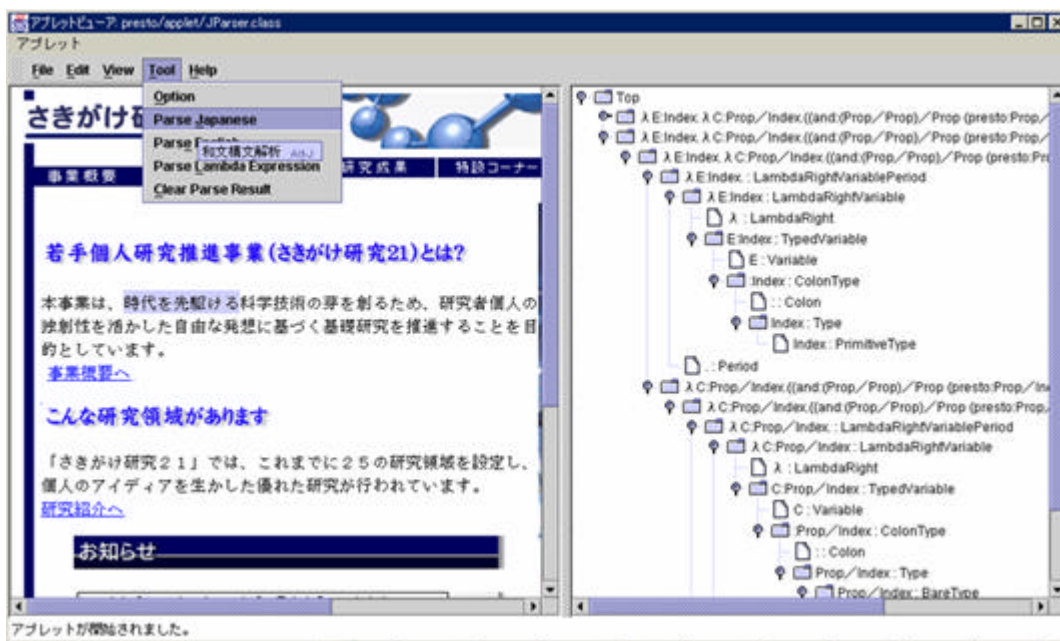 アプレットビューア: presto/applet/JParser.class
アプレット
File Edit View Tool Help
Option
Parse Japanese
Parse English
和文構文解析
Parse Lambda Expression
Clear Parse Result
さきがけ
事業概要
研究成果
特設コーナー
若手個人研究推進事業(さきがけ研究21)とは?
本事業は、時代を先駆ける科学技術の芽を創るため、研究者個人の
独創性を活かした自由な発想に基づく基礎研究を推進することを目
的としています。
事業概要へ
こんな研究領域があります
「さきがけ研究21」では、これまでに25の研究領域を設定し、
個人のアイディアを生かした優れた研究が行われています。
研究紹介へ
お知らせ
Top
λE:Index.λC:Prop/Index.((and:(Prop/Prop)/Prop (presto:Prop/
λE:Index.λC:Prop/Index.((and:(Prop/Prop)/Prop (presto:Prop/
λE:Index.λC:Prop/Index.((and:(Prop/Prop)/Prop (presto:Prop/
λE:Index. : LambdaRightVariablePeriod
λE:Index : LambdaRightVariable
λ : LambdaRight
E:Index : TypedVariable
E : Variable
:Index : ColonType
: : Colon
Index : Type
Index : PrimitiveType
. : Period
λC:Prop/Index.((and:(Prop/Prop)/Prop (presto:Prop/In
λC:Prop/Index.((and:(Prop/Prop)/Prop (presto:Prop/
λC:Prop/Index. : LambdaRightVariablePeriod
λC:Prop/Index : LambdaRightVariable
λ : LambdaRight
C:Prop/Index : TypedVariable
C : Variable
:Prop/Index : ColonType
: : Colon
Prop/Index : Type
Prop/Index : BareType
アプレットが開始されました。